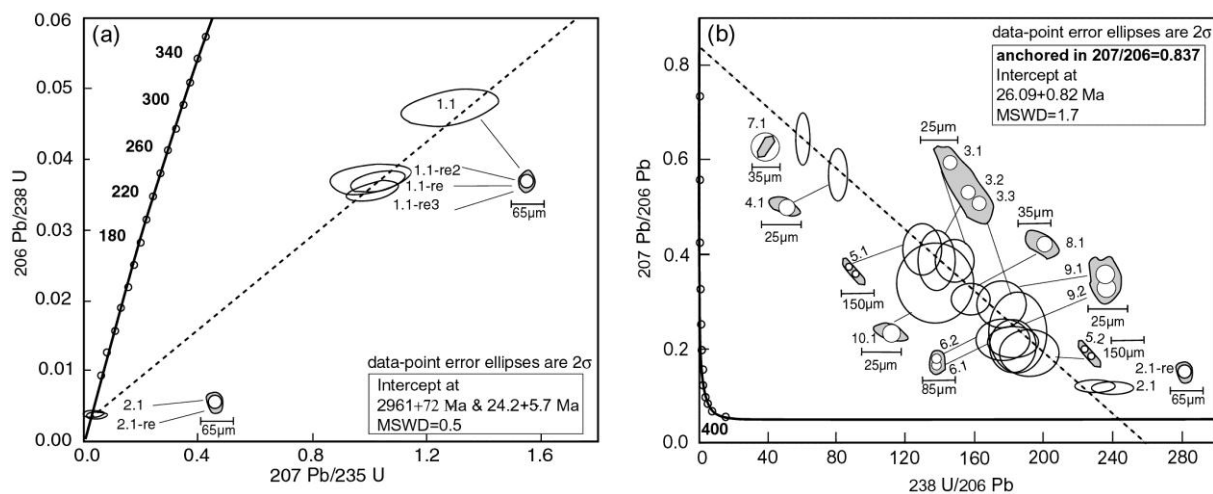 (a)
0.06
0.05
0.04
0.03
0.02
0.01
0.00
206 Pb/238 U
340
300
260
220
180
1.1
1.1-re2
1.1-re
1.1-re3
65µm
2.1
2.1-re
65µm
data-point error ellipses are 2σ
Intercept at
2961+72 Ma & 24.2+5.7 Ma
MSWD=0.5
0.0
0.4
0.8
1.2
1.6
207 Pb/235 U
(b)
data-point error ellipses are 2σ
anchored in 207/206=0.837
Intercept at
26.09+0.82 Ma
MSWD=1.7
0.8
0.6
0.4
0.2
0.0
207 Pb/206 Pb
7.1
35µm
4.1
25µm
25µm
3.1
3.2
3.3
35µm
8.1
5.1
150µm
9.1
9.2
25µm
10.1
25µm
6.2
6.1
85µm
5.2
150µm
2.1-re
2.1
65µm
400
0
40
80
120
160
200
240
280
238 U/206 Pb